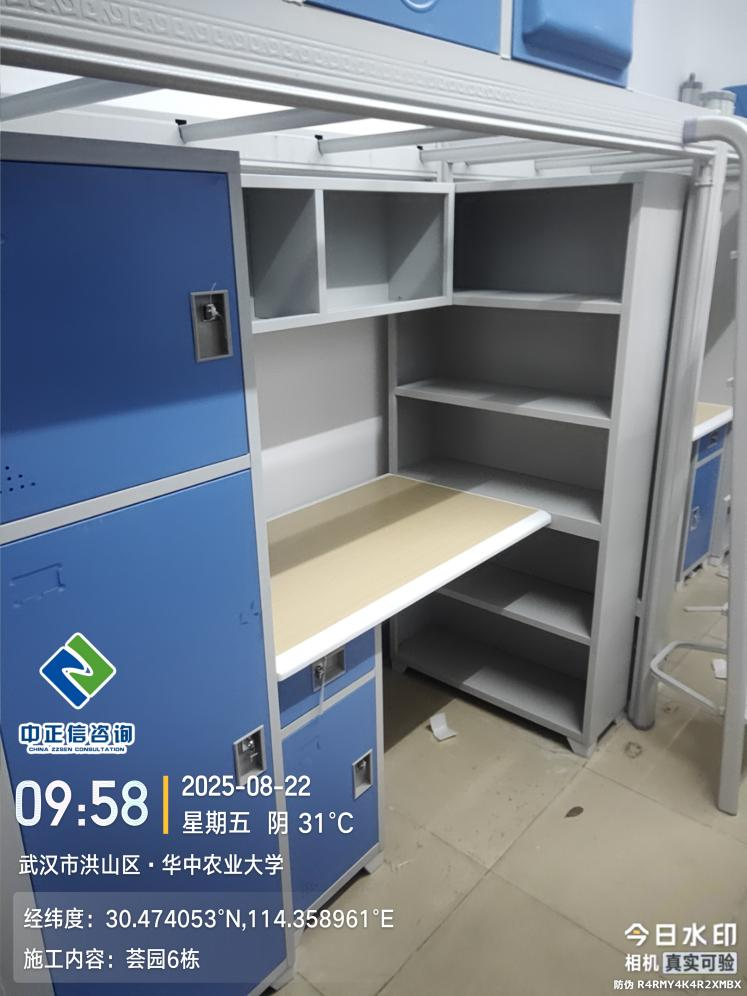 中正信咨询
CHINA ZZSEN CONSULTATION
09:58
2025-08-22
星期五 阴 31℃
武汉市洪山区·华中农业大学
经纬度：30.474053°N,114.358961°E
施工内容：荟园6栋
今日水印
相机 真实可验
防伪 R4RMY4K4R2XMBX